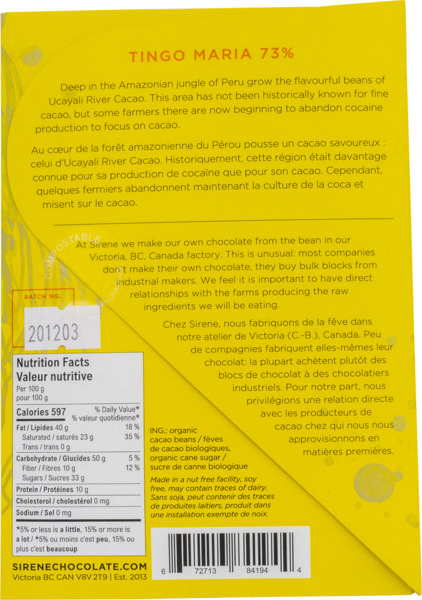 TINGO MARIA 73%
Deep in the Amazonian jungle of Peru grow the flavourful beans of
Ucayali River Cacao. This area has not been historically known for fine
cacao, but some farmers there are now beginning to abandon cocaine
production to focus on cacao.
Au cœur de la forêt amazonienne du Pérou pousse un cacao savoureux :
celui d'Ucayali River Cacao. Historiquement, cette région était davantage
connue pour sa production de cocaïne que pour son cacao. Cependant,
quelques fermiers abandonnent maintenant la culture de la coca et
misent sur le cacao.
COMPOSTABLE
At Sirene we make our own chocolate from the bean in our
Victoria, BC, Canada factory. This is unusual: most companies
don't make their own chocolate, they buy bulk blocks from
industrial makers. We feel it is important to have direct
relationships with the farms producing the raw
ingredients we will be eating.
Chez Sirene, nous fabriquons de la fève dans
notre atelier de Victoria (C.-B.), Canada. Peu
de compagnies fabriquent elles-mêmes leur
chocolat: la plupart achètent plutôt des
blocs de chocolat à des chocolatiers
industriels. Pour notre part, nous
privilégions une relation directe
avec les producteurs de
cacao chez qui nous nous
approvisionnons en
matières premières.
BATCH NO.
201203
Nutrition Facts
Valeur nutritive
Per 100 g
pour 100 g
Calories 597 % Daily Value*
% valeur quotidienne*
Fat / Lipides 40 g 18 %
Saturated / saturés 23 g 35 %
Trans / trans 0 g
Carbohydrate / Glucides 50 g 5 %
Fiber / Fibres 10 g 12 %
Sugars / Sucres 33 g
Protein / Protéines 10 g
Cholesterol / cholestérol 0 mg
Sodium / Sel 0 mg
*5% or less is a little, 15% or more is
a lot / *5% ou moins c'est peu, 15% ou
plus c'est beaucoup
ING.: organic
cacao beans / fèves
de cacao biologiques,
organic cane sugar /
sucre de canne biologique
Made in a nut free facility, soy
free, may contain traces of dairy.
Sans soja, peut contenir des traces
de produits laitiers, produit dans
une installation exempte de noix.
SIRENECHOCOLATE.COM
Victoria BC CAN V8V 2T9 | Est. 2013
6 72713 84194 4